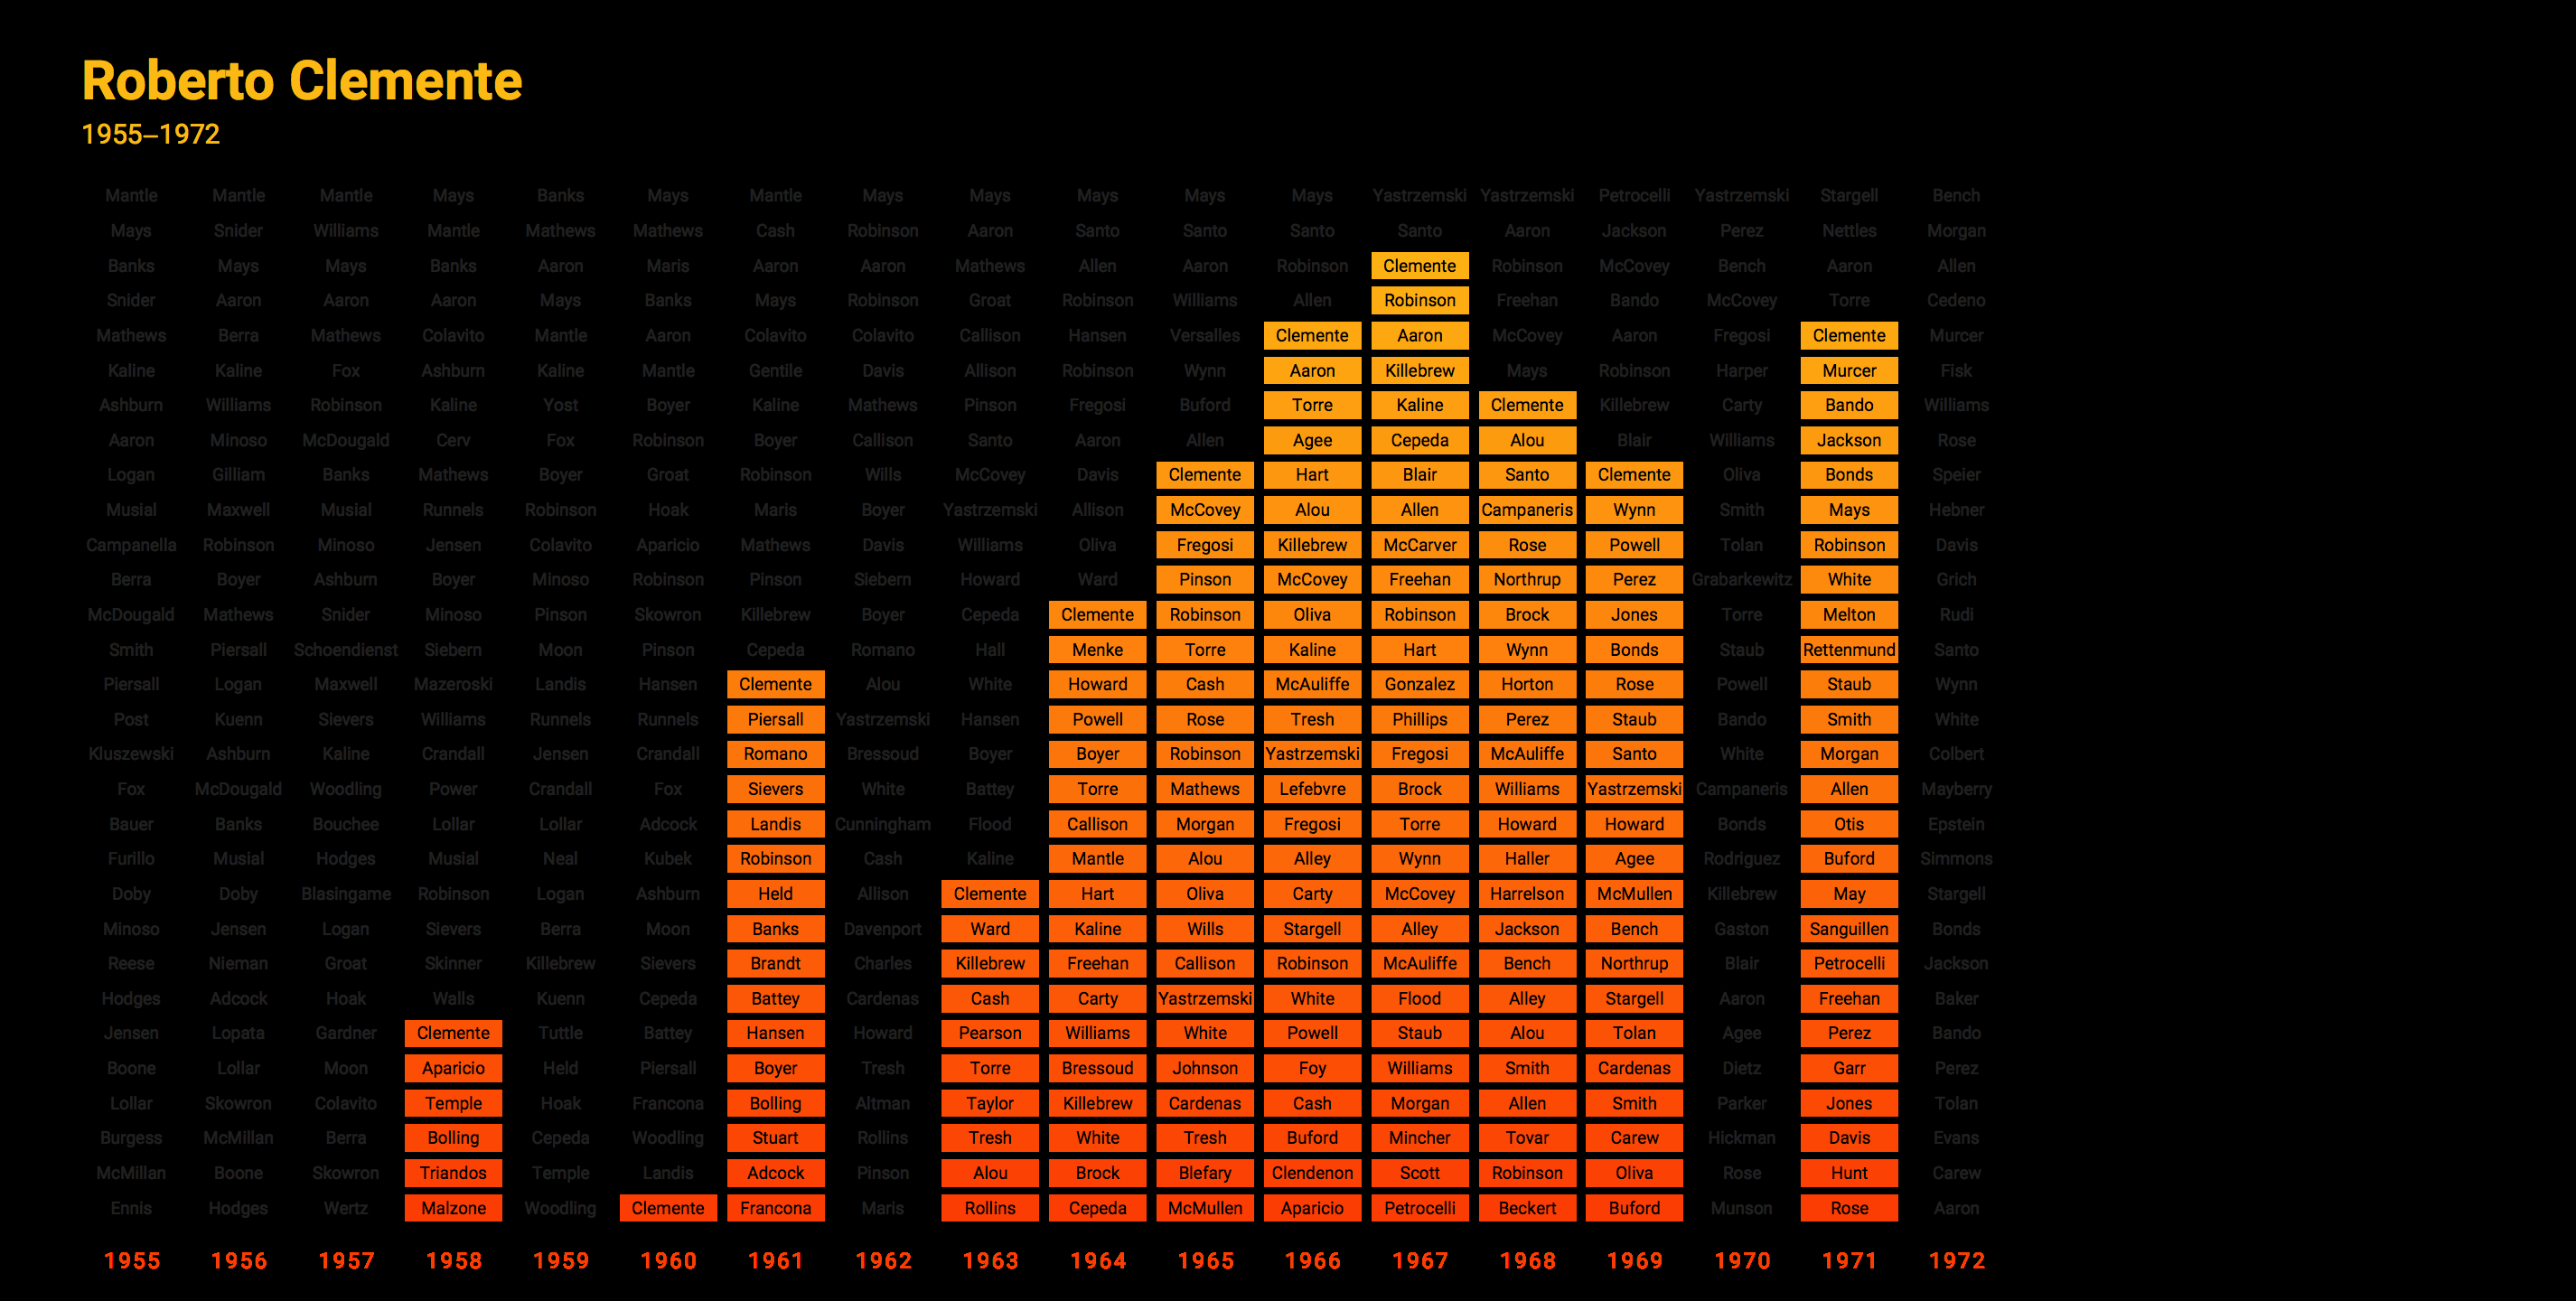 Roberto Clemente
1955–1972
Mantle Mantle Mantle Mays Banks Mays Mantle Mays Mays Mays Mays Mays Yastrzemski Yastrzemski Petrocelli Yastrzemski Stargell Bench
Mays Snider Williams Mantle Mathews Mathews Cash Robinson Aaron Santo Santo Santo Santo Aaron Jackson Perez Nettles Morgan
Banks Mays Mays Banks Aaron Maris Aaron Aaron Mathews Allen Aaron Robinson Clemente Robinson McCovey Bench Aaron Allen
Snider Aaron Aaron Aaron Mays Banks Mays Robinson Groat Robinson Williams Allen Robinson Freehan Bando McCovey Torre Cedeno
Mathews Berra Mathews Colavito Mantle Aaron Colavito Colavito Callison Hansen Versalles Clemente Aaron McCovey Aaron Fregosi Clemente Murcer
Kaline Kaline Fox Ashburn Kaline Mantle Gentile Davis Allison Robinson Wynn Aaron Killebrew Mays Robinson Harper Murcer Fisk
Ashburn Williams Robinson Kaline Yost Boyer Kaline Mathews Pinson Fregosi Buford Torre Kaline Clemente Killebrew Carty Bando Williams
Aaron Minoso McDougald Cerv Fox Robinson Boyer Callison Santo Aaron Allen Agee Cepeda Alou Blair Williams Jackson Rose
Logan Gilliam Banks Mathews Boyer Groat Robinson Wills McCovey Davis Clemente Hart Blair Santo Clemente Oliva Bonds Speier
Musial Maxwell Musial Runnels Robinson Hoak Maris Boyer Yastrzemski Allison McCovey Alou Allen Campaneris Wynn Smith Mays Hebner
Campanella Robinson Minoso Jensen Colavito Aparicio Mathews Davis Williams Oliva Fregosi Killebrew McCarver Rose Powell Tolan Robinson Davis
Berra Boyer Ashburn Boyer Minoso Robinson Pinson Siebern Howard Ward Pinson McCovey Freehan Northrup Perez Grabarkewitz White Grich
McDougald Mathews Snider Minoso Pinson Skowron Killebrew Boyer Cepeda Clemente Robinson Oliva Robinson Brock Jones Torre Melton Rudi
Smith Piersall Schoendienst Siebern Moon Pinson Cepeda Romano Hall Menke Torre Kaline Hart Wynn Bonds Staub Rettenmund Santo
Piersall Logan Maxwell Mazeroski Landis Hansen Clemente Alou White Howard Cash McAuliffe Gonzalez Horton Rose Powell Staub Wynn
Post Kuenn Sievers Williams Runnels Runnels Piersall Yastrzemski Hansen Powell Rose Tresh Phillips Perez Staub Bando Smith White
Kluszewski Ashburn Kaline Crandall Jensen Crandall Romano Bressoud Boyer Boyer Robinson Yastrzemski Fregosi McAuliffe Santo White Morgan Colbert
Fox McDougald Woodling Power Crandall Fox Sievers White Battey Torre Mathews Lefebvre Brock Williams Yastrzemski Campaneris Allen Mayberry
Bauer Banks Bouchee Lollar Lollar Adcock Landis Cunningham Flood Callison Morgan Fregosi Torre Howard Howard Bonds Otis Epstein
Furillo Musial Hodges Musial Neal Kubek Robinson Cash Kaline Mantle Alou Alley Wynn Haller Agee Rodriguez Buford Simmons
Doby Doby Blasingame Robinson Logan Ashburn Held Allison Clemente Hart Oliva Carty McCovey Harrelson McMullen Killebrew May Stargell
Minoso Jensen Logan Sievers Berra Moon Banks Davenport Ward Kaline Wills Stargell Alley Jackson Bench Gaston Sanguillen Bonds
Reese Nieman Groat Skinner Killebrew Sievers Brandt Charles Killebrew Freehan Callison Robinson McAuliffe Bench Northrup Blair Petrocelli Jackson
Hodges Adcock Hoak Walls Kuenn Cepeda Battey Cardenas Cash Carty Yastrzemski White Flood Alley Stargell Aaron Freehan Baker
Jensen Lopata Gardner Clemente Tuttle Battey Hansen Howard Pearson Williams White Powell Staub Alou Tolan Agee Perez Bando
Boone Lollar Moon Aparicio Held Piersall Boyer Tresh Torre Bressoud Johnson Foy Williams Smith Cardenas Dietz Garr Perez
Lollar Skowron Colavito Temple Hoak Francona Bolling Altman Taylor Killebrew Cardenas Cash Morgan Allen Smith Parker Jones Tolan
Burgess McMillan Berra Bolling Cepeda Woodling Stuart Rollins Tresh White Tresh Buford Mincher Tovar Carew Hickman Davis Evans
McMillan Boone Skowron Triandos Temple Landis Adcock Pinson Alou Brock Blefary Clendenon Scott Robinson Oliva Rose Hunt Carew
Ennis Hodges Wertz Malzone Woodling Clemente Francona Maris Rollins Cepeda McMullen Aparicio Petrocelli Beckert Buford Munson Rose Aaron
1955 1956 1957 1958 1959 1960 1961 1962 1963 1964 1965 1966 1967 1968 1969 1970 1971 1972